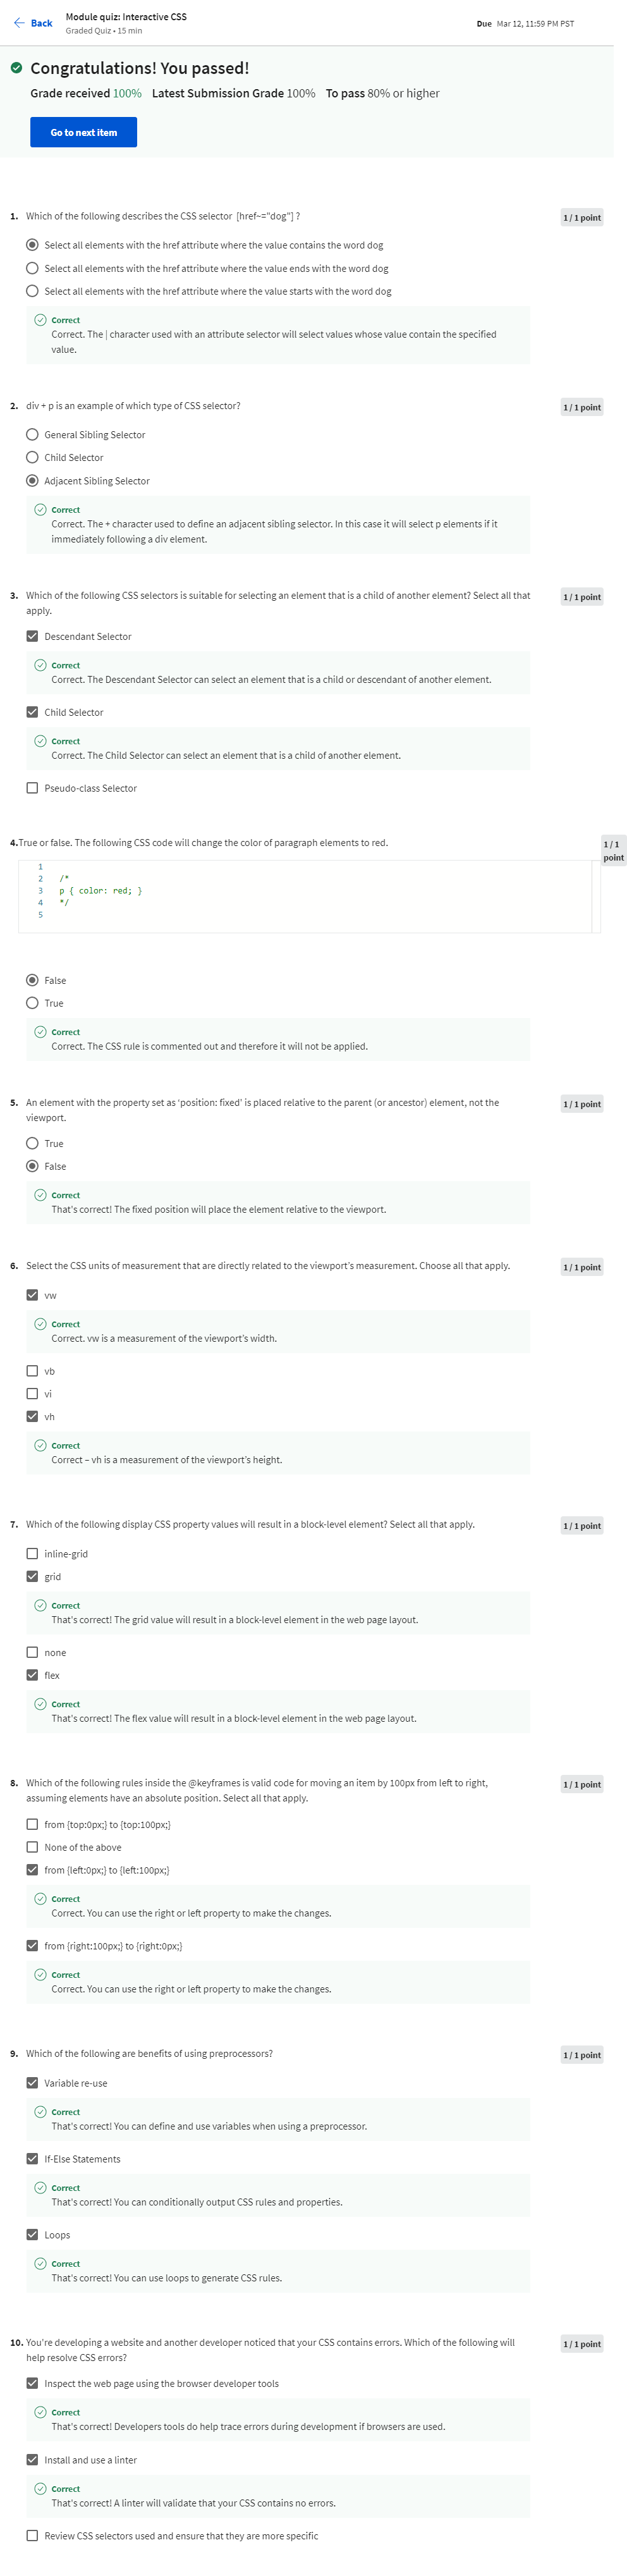 Back
Module quiz: Interactive CSS
Graded Quiz • 15 min
Due Mar 12, 11:59 PM PST
Congratulations! You passed!
Grade received 100% Latest Submission Grade 100% To pass 80% or higher
Go to next item
1. Which of the following describes the CSS selector [href~="dog"] ?
1 / 1 point
Select all elements with the href attribute where the value contains the word dog
Select all elements with the href attribute where the value ends with the word dog
Select all elements with the href attribute where the value starts with the word dog
Correct
Correct. The | character used with an attribute selector will select values whose value contain the specified
value.
2. div + p is an example of which type of CSS selector?
1 / 1 point
General Sibling Selector
Child Selector
Adjacent Sibling Selector
Correct
Correct. The + character used to define an adjacent sibling selector. In this case it will select p elements if it
immediately following a div element.
3. Which of the following CSS selectors is suitable for selecting an element that is a child of another element? Select all that
apply.
1 / 1 point
Descendant Selector
Correct
Correct. The Descendant Selector can select an element that is a child or descendant of another element.
Child Selector
Correct
Correct. The Child Selector can select an element that is a child of another element.
Pseudo-class Selector
4. True or false. The following CSS code will change the color of paragraph elements to red.
1 / 1
point
1
2 /*
3 p { color: red; }
4 */
5
False
True
Correct
Correct. The CSS rule is commented out and therefore it will not be applied.
5. An element with the property set as ‘position: fixed’ is placed relative to the parent (or ancestor) element, not the
viewport.
1 / 1 point
True
False
Correct
That's correct! The fixed position will place the element relative to the viewport.
6. Select the CSS units of measurement that are directly related to the viewport’s measurement. Choose all that apply.
1 / 1 point
vw
Correct
Correct. vw is a measurement of the viewport’s width.
vb
vi
vh
Correct
Correct – vh is a measurement of the viewport’s height.
7. Which of the following display CSS property values will result in a block-level element? Select all that apply.
1 / 1 point
inline-grid
grid
Correct
That's correct! The grid value will result in a block-level element in the web page layout.
none
flex
Correct
That's correct! The flex value will result in a block-level element in the web page layout.
8. Which of the following rules inside the @keyframes is valid code for moving an item by 100px from left to right,
assuming elements have an absolute position. Select all that apply.
1 / 1 point
from {top:0px;} to {top:100px;}
None of the above
from {left:0px;} to {left:100px;}
Correct
Correct. You can use the right or left property to make the changes.
from {right:100px;} to {right:0px;}
Correct
Correct. You can use the right or left property to make the changes.
9. Which of the following are benefits of using preprocessors?
1 / 1 point
Variable re-use
Correct
That's correct! You can define and use variables when using a preprocessor.
If-Else Statements
Correct
That's correct! You can conditionally output CSS rules and properties.
Loops
Correct
That's correct! You can use loops to generate CSS rules.
10. You're developing a website and another developer noticed that your CSS contains errors. Which of the following will
help resolve CSS errors?
1 / 1 point
Inspect the web page using the browser developer tools
Correct
That's correct! Developers tools do help trace errors during development if browsers are used.
Install and use a linter
Correct
That's correct! A linter will validate that your CSS contains no errors.
Review CSS selectors used and ensure that they are more specific